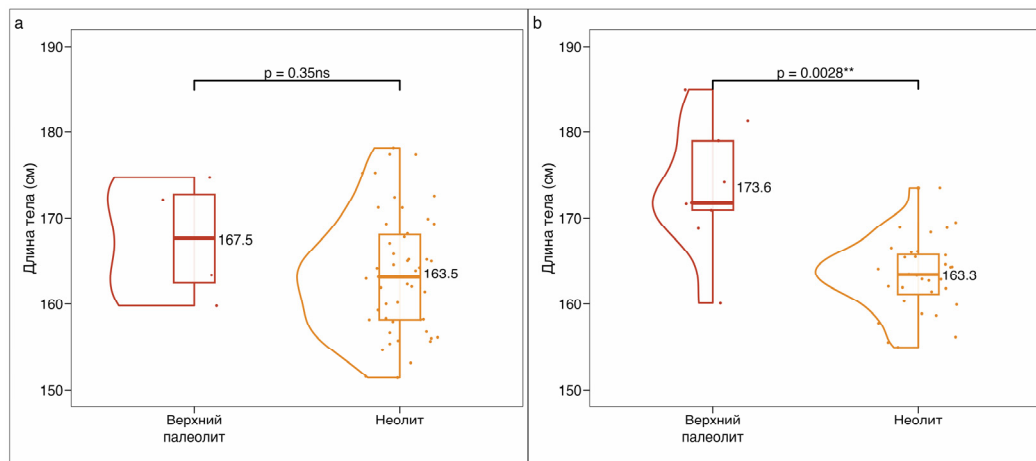 a
190
180
170
160
150
Длина тела (см)
p = 0.35ns
167.5
163.5
Верхний
палеолит
Неолит
b
190
180
170
160
150
Длина тела (см)
p = 0.0028**
173.6
163.3
Верхний
палеолит
Неолит